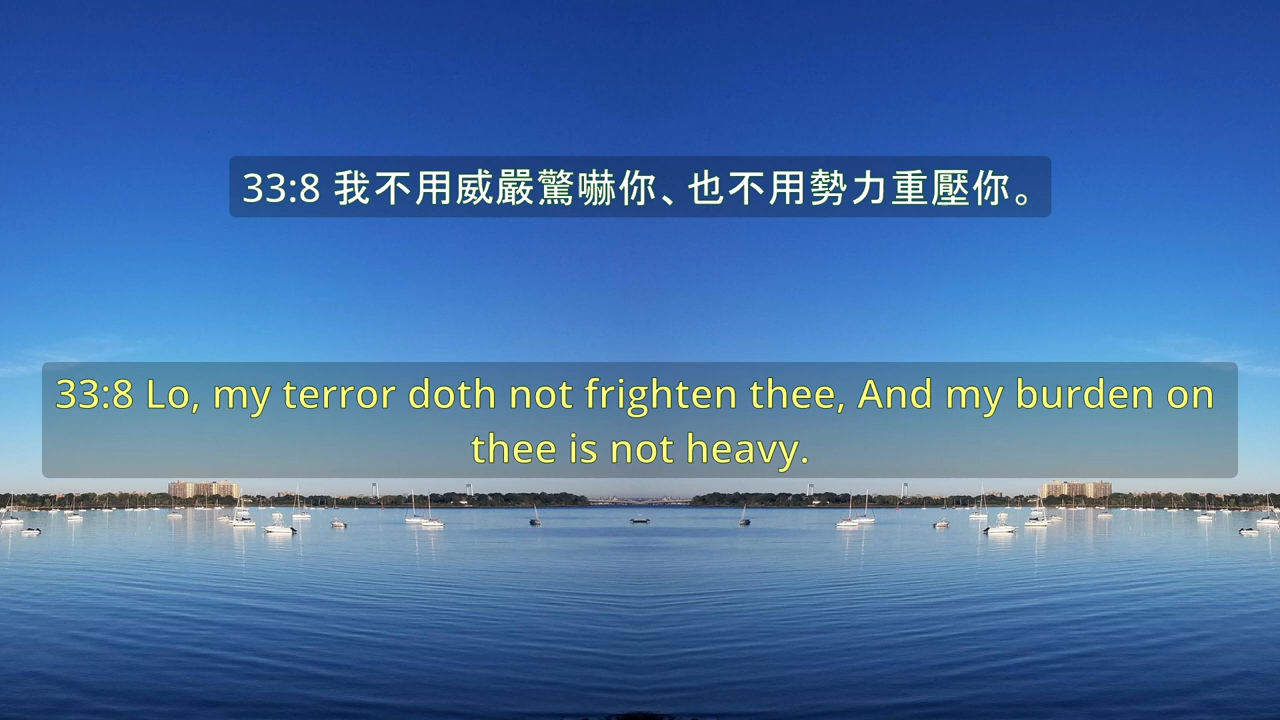 33:8 我不用威嚴驚嚇你、也不用勢力重壓你。
33:8 Lo, my terror doth not frighten thee, And my burden on
thee is not heavy.